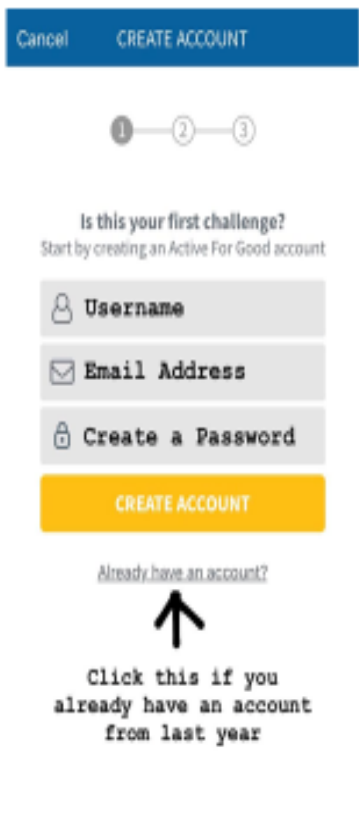 Cancel CREATE ACCOUNT
1 2 3
Is this your first challenge?
Start by creating an Active For Good account
Username
Email Address
Create a Password
CREATE ACCOUNT
Already have an account?
Click this if you
already have an account
from last year